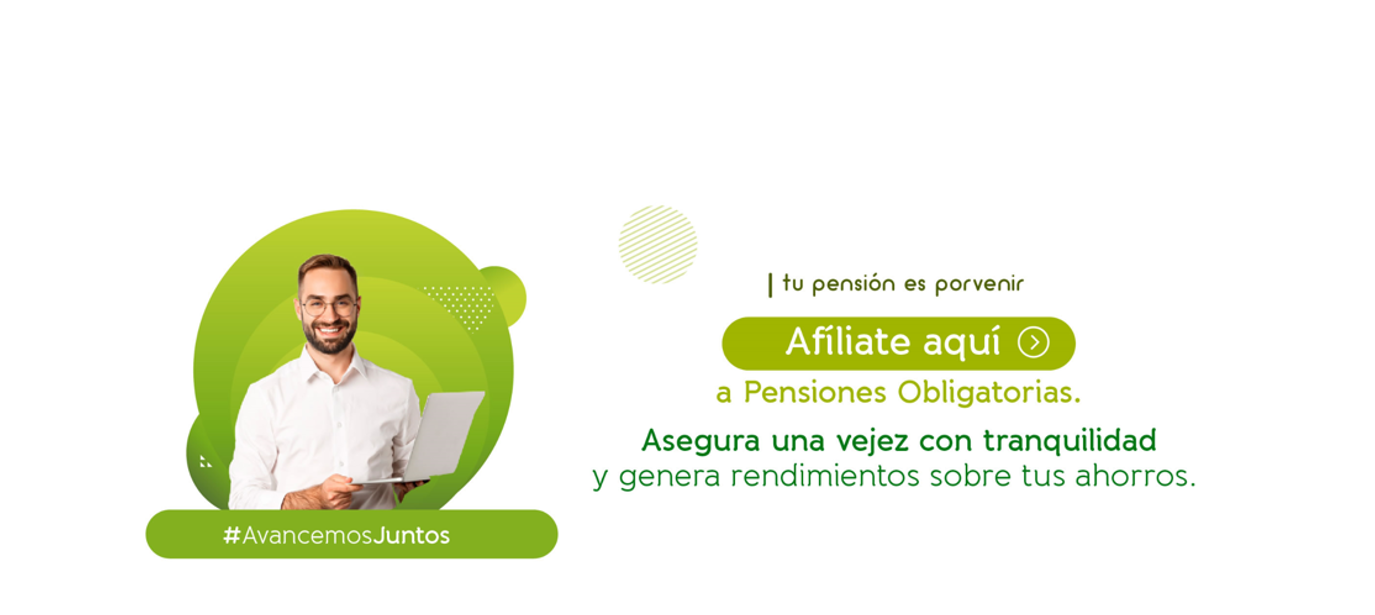 | tu pensión es porvenir
Afíliate aquí
a Pensiones Obligatorias.
Asegura una vejez con tranquilidad
y genera rendimientos sobre tus ahorros.
#AvancemosJuntos